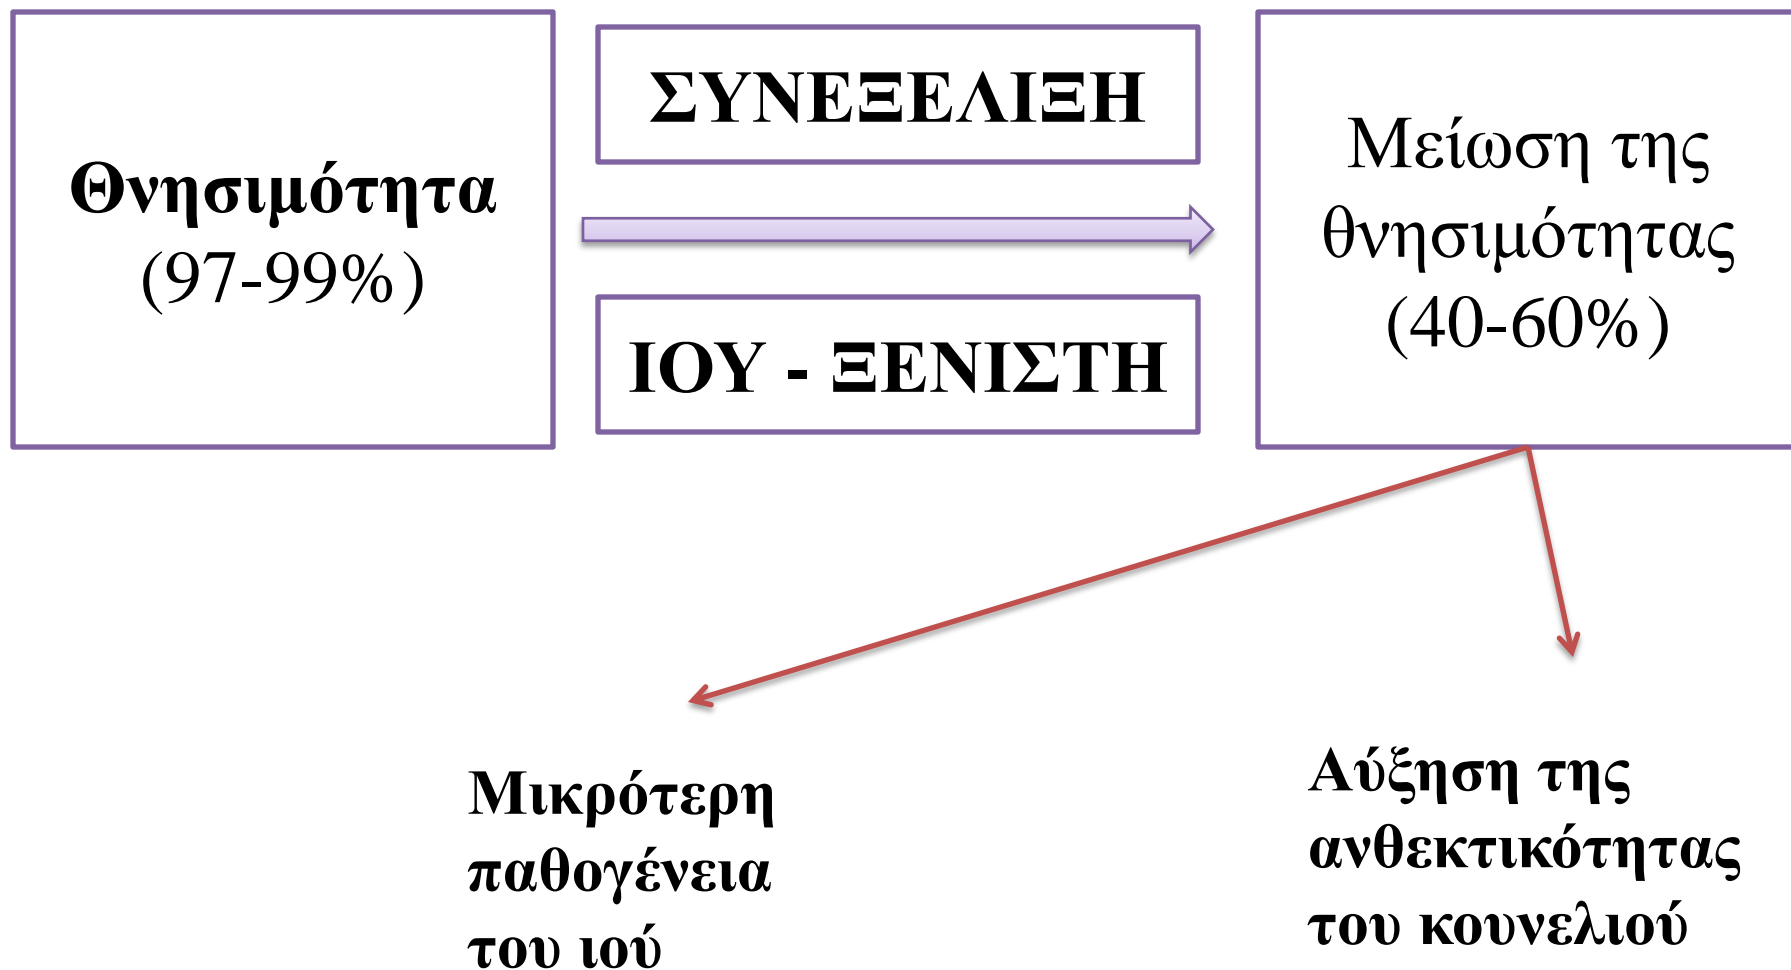 Θνησιμότητα
(97-99%)
ΣΥΝΕΞΕΛΙΞΗ
ΙΟΥ - ΞΕΝΙΣΤΗ
Μείωση της
θνησιμότητας
(40-60%)
Μικρότερη
παθογένεια
του ιού
Αύξηση της
ανθεκτικότητας
του κουνελιού